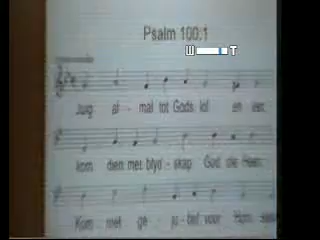 Psalm 100:1
W T
Juig al - mal tot Gods lof en eer.
kom dien met blyd - skap God die Heer.
Kom met ge - ju - bel voor Hom